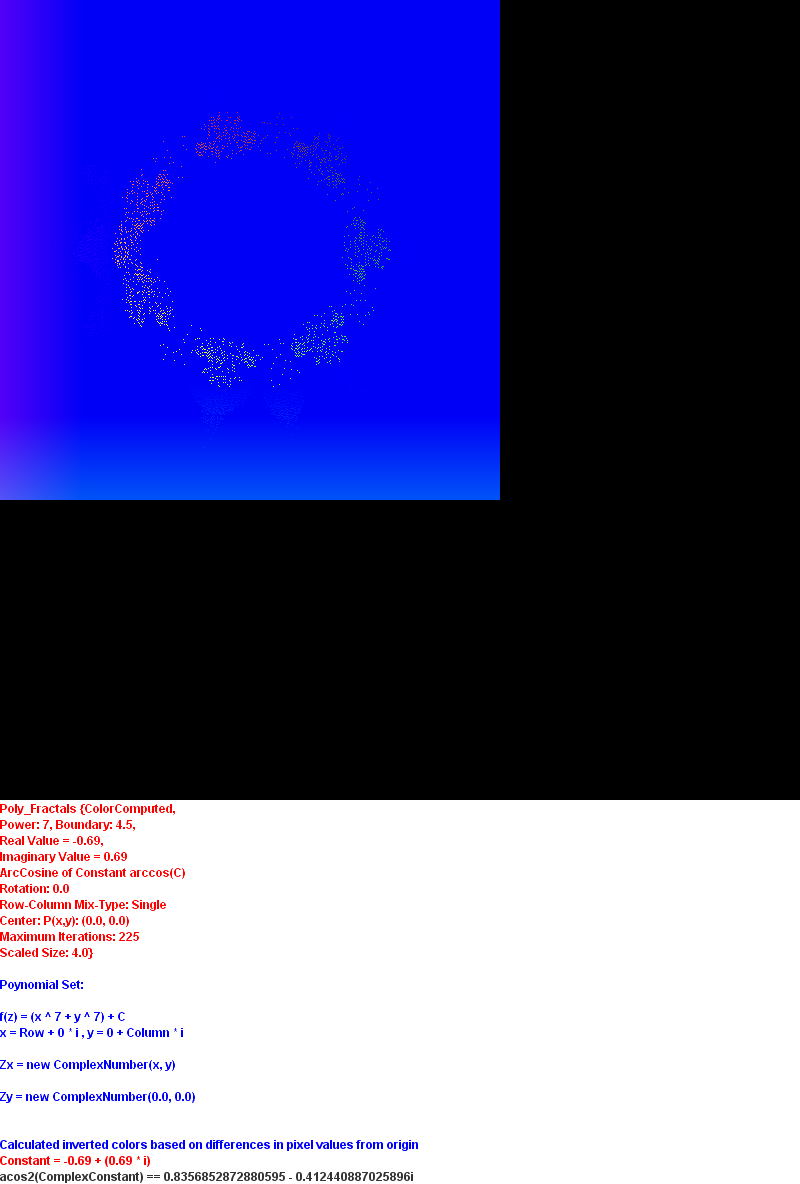 Poly_Fractals {ColorComputed,
Power: 7, Boundary: 4.5,
Real Value = -0.69,
Imaginary Value = 0.69
ArcCosine of Constant arccos(C)
Rotation: 0.0
Row-Column Mix-Type: Single
Center: P(x,y): (0.0, 0.0)
Maximum Iterations: 225
Scaled Size: 4.0}
Poynomial Set:
f(z) = (x ^ 7 + y ^ 7) + C
x = Row + 0 * i , y = 0 + Column * i
Zx = new ComplexNumber(x, y)
Zy = new ComplexNumber(0.0, 0.0)
Calculated inverted colors based on differences in pixel values from origin
Constant = -0.69 + (0.69 * i)
acos2(ComplexConstant) == 0.8356852872880595 - 0.412440887025896i